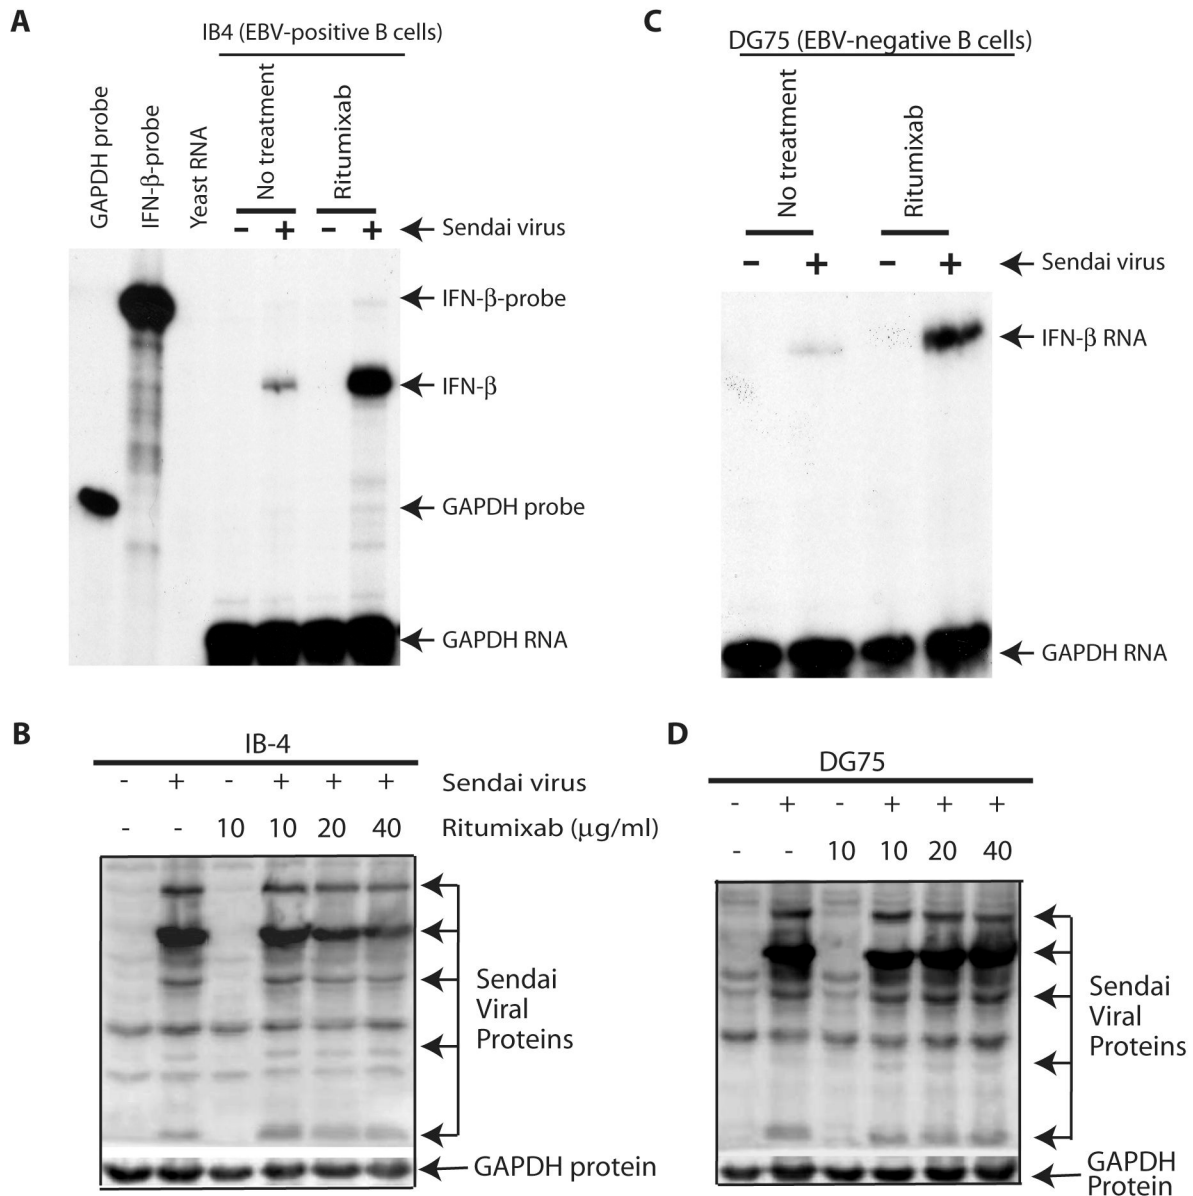 A
IB4 (EBV-positive B cells)
GAPDH probe
IFN-β-probe
Yeast RNA
No treatment
Ritumixab
- + - + Sendai virus
IFN-β-probe
IFN-β
GAPDH probe
GAPDH RNA
C
DG75 (EBV-negative B cells)
No treatment
Ritumixab
- + - + Sendai virus
IFN-β RNA
GAPDH RNA
B
IB-4
- + - + + + Sendai virus
- - 10 10 20 40 Ritumixab (μg/ml)
Sendai
Viral
Proteins
GAPDH protein
D
DG75
- + - + + +
- - 10 10 20 40
Sendai
Viral
Proteins
GAPDH
Protein